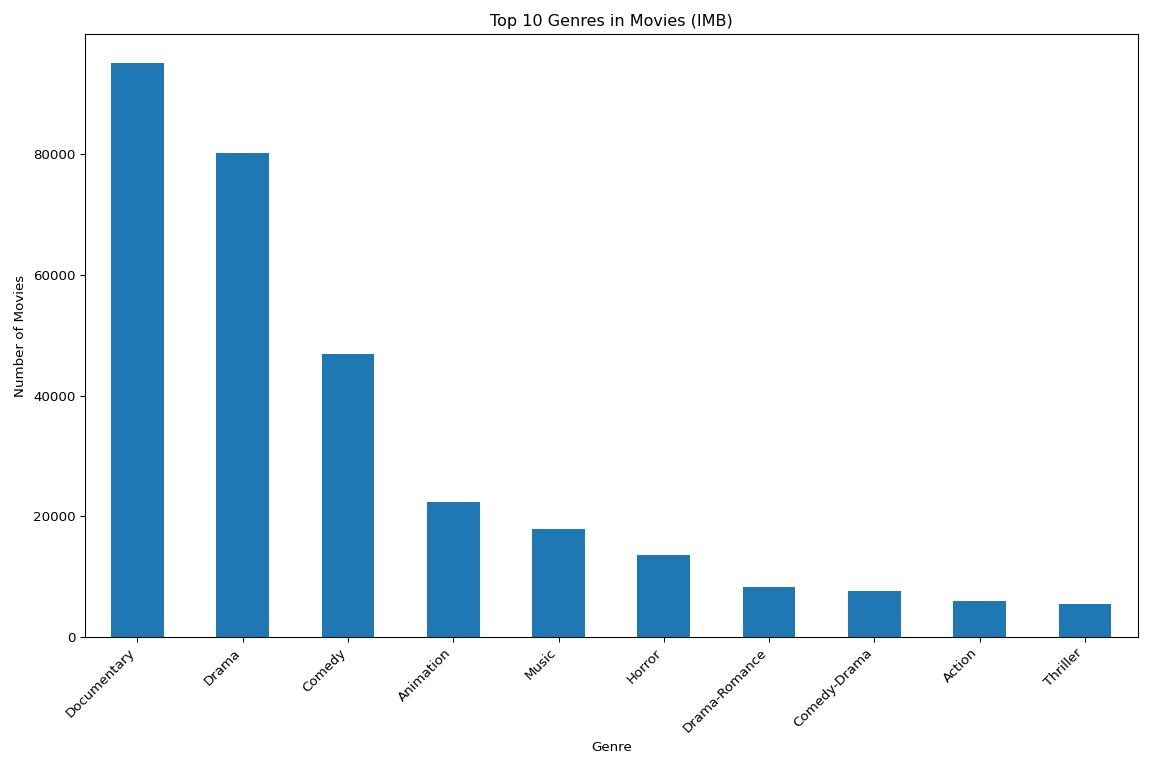 Top 10 Genres in Movies (IMB)
Number of Movies
80000
60000
40000
20000
0
Documentary
Drama
Comedy
Animation
Music
Horror
Drama-Romance
Comedy-Drama
Action
Thriller
Genre